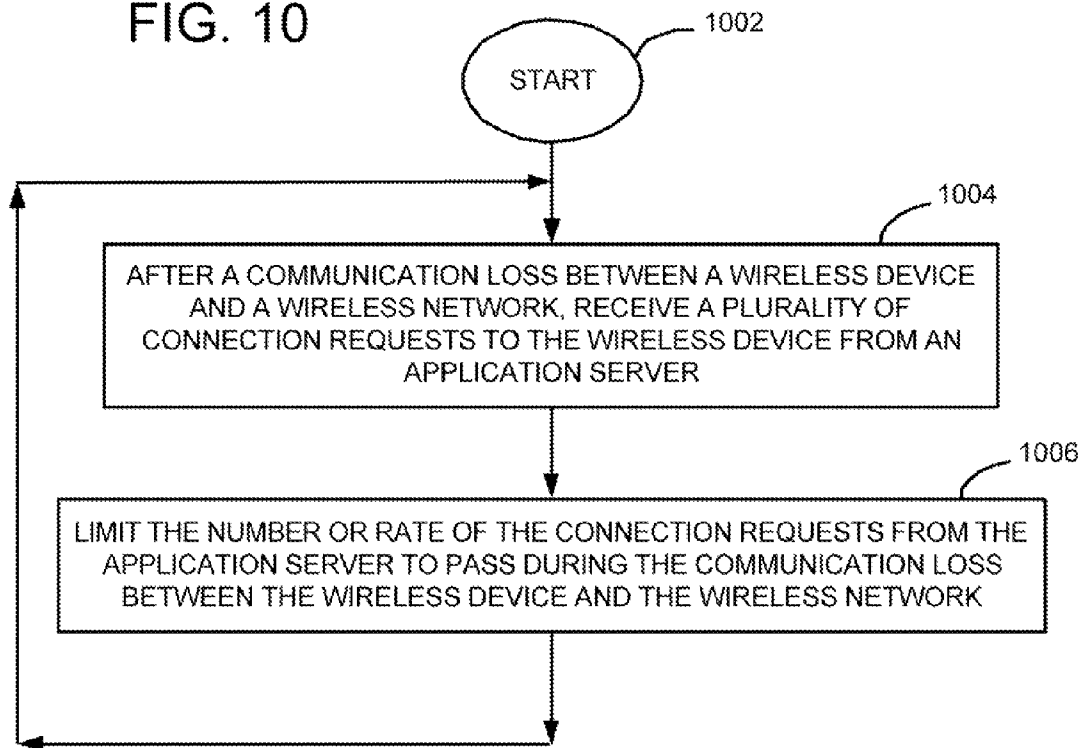 FIG. 10
1002
START
1004
AFTER A COMMUNICATION LOSS BETWEEN A WIRELESS DEVICE
AND A WIRELESS NETWORK, RECEIVE A PLURALITY OF
CONNECTION REQUESTS TO THE WIRELESS DEVICE FROM AN
APPLICATION SERVER
1006
LIMIT THE NUMBER OR RATE OF THE CONNECTION REQUESTS FROM THE
APPLICATION SERVER TO PASS DURING THE COMMUNICATION LOSS
BETWEEN THE WIRELESS DEVICE AND THE WIRELESS NETWORK